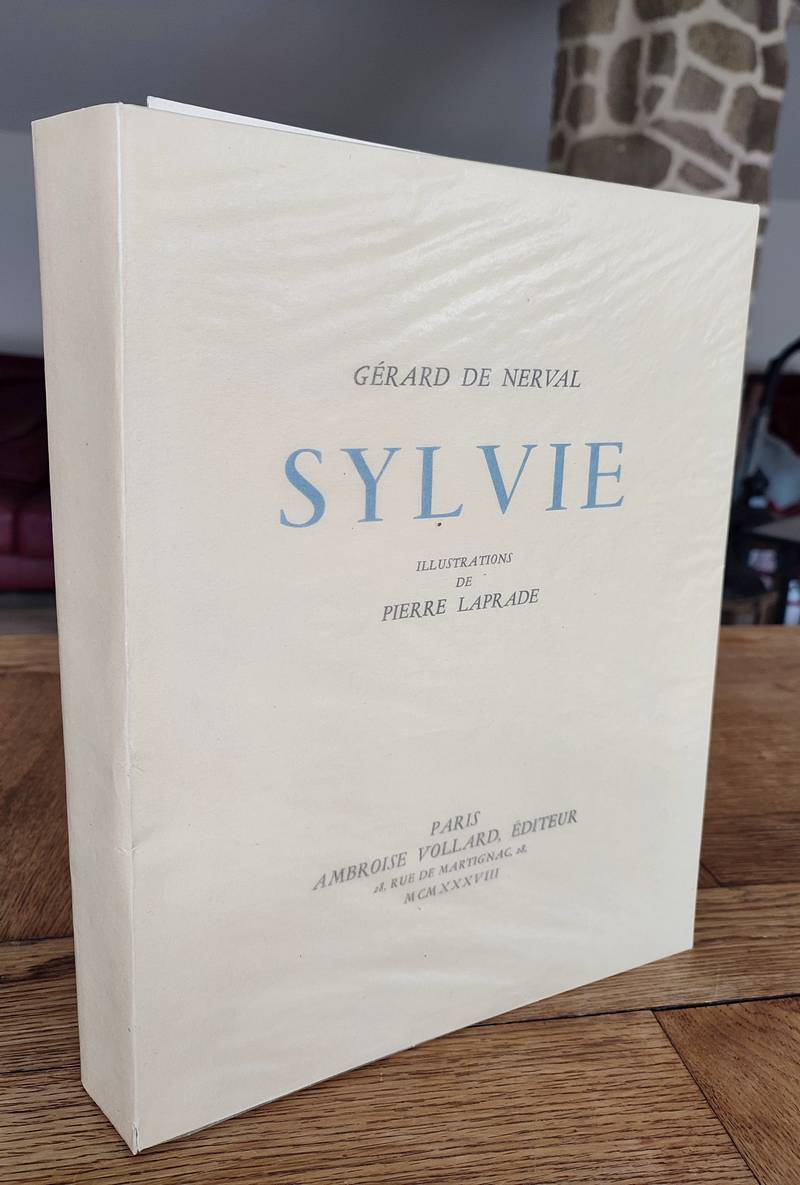 GÉRARD DE NERVAL
SYLVIE
ILLUSTRATIONS
DE
PIERRE LAPRADE
PARIS
AMBROISE VOLLARD, ÉDITEUR
28, RUE DE MARTIGNAC, 28,
MCMXXXVIII